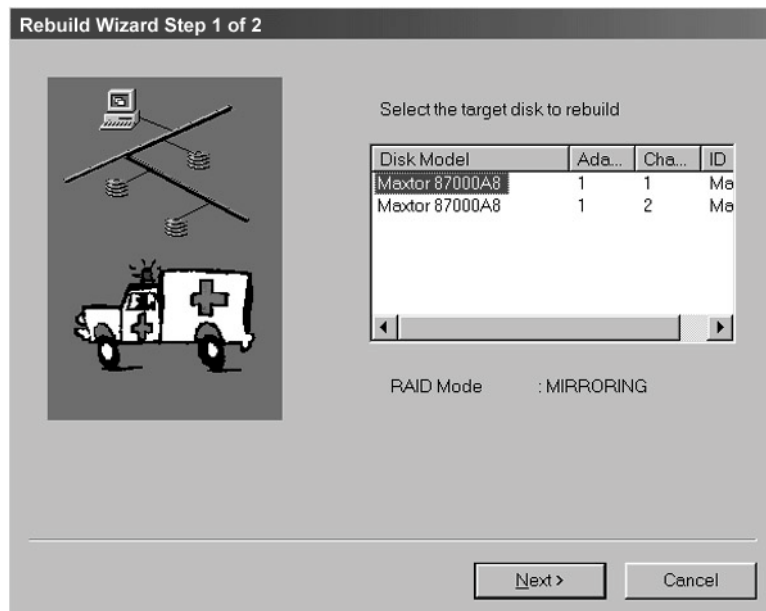 Rebuild Wizard Step 1 of 2
Select the target disk to rebuild
Disk Model Ada... Cha... ID
Maxtor 87000A8 1 1 Ma
Maxtor 87000A8 1 2 Ma
RAID Mode : MIRRORING
Next > Cancel